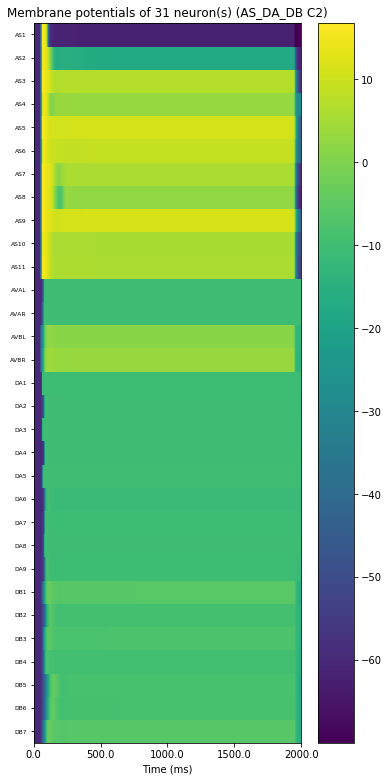 Membrane potentials of 31 neuron(s) (AS_DA_DB C2)
AS1
AS2
AS3
AS4
AS5
AS6
AS7
AS8
AS9
AS10
AS11
AVAL
AVAR
AVBL
AVBR
DA1
DA2
DA3
DA4
DA5
DA6
DA7
DA8
DA9
DB1
DB2
DB3
DB4
DB5
DB6
DB7
0.0 500.0 1000.0 1500.0 2000.0
Time (ms)
10
0
−10
−20
−30
−40
−50
−60